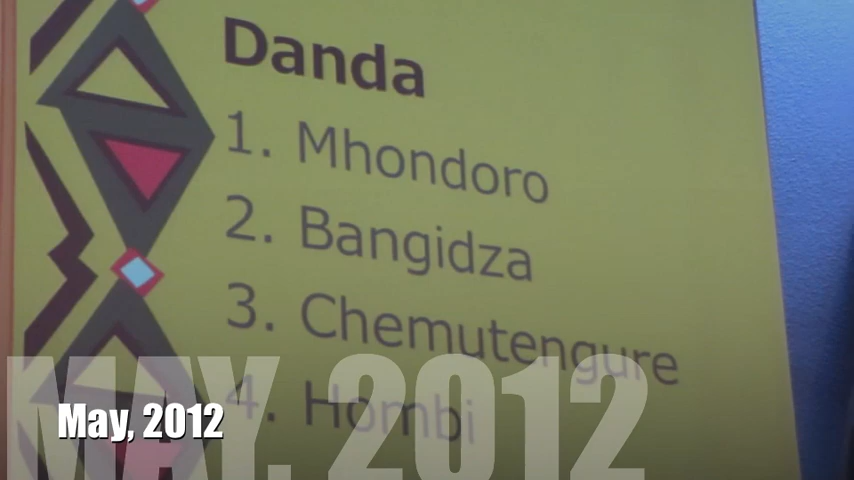 Danda
1. Mhondoro
2. Bangidza
3. Chemutengure
4. Hombi
MAY, 2012
May, 2012